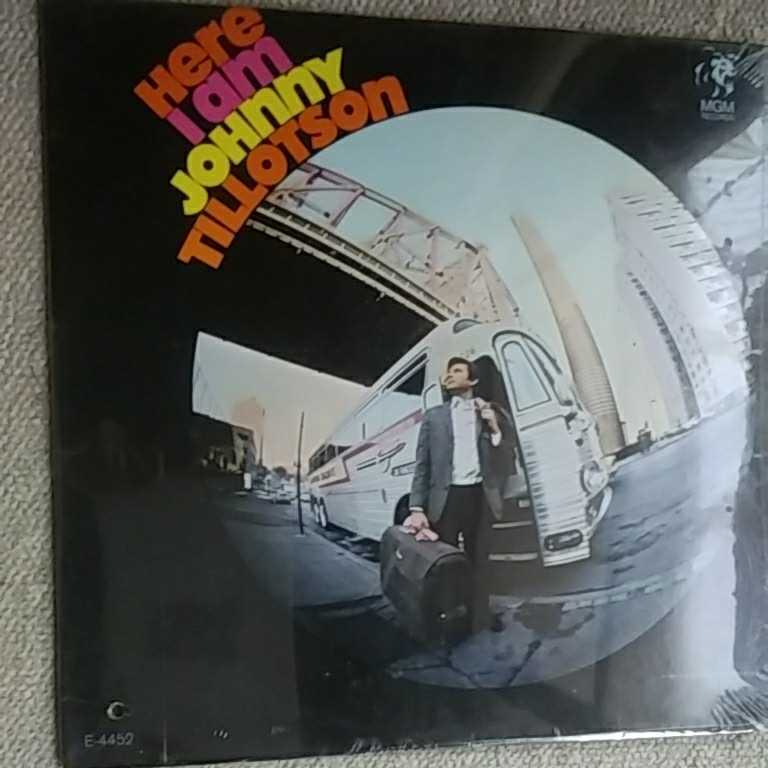 Here
I am
JOHNNY
TILLOTSON
MGM
RECORDS
E-4452